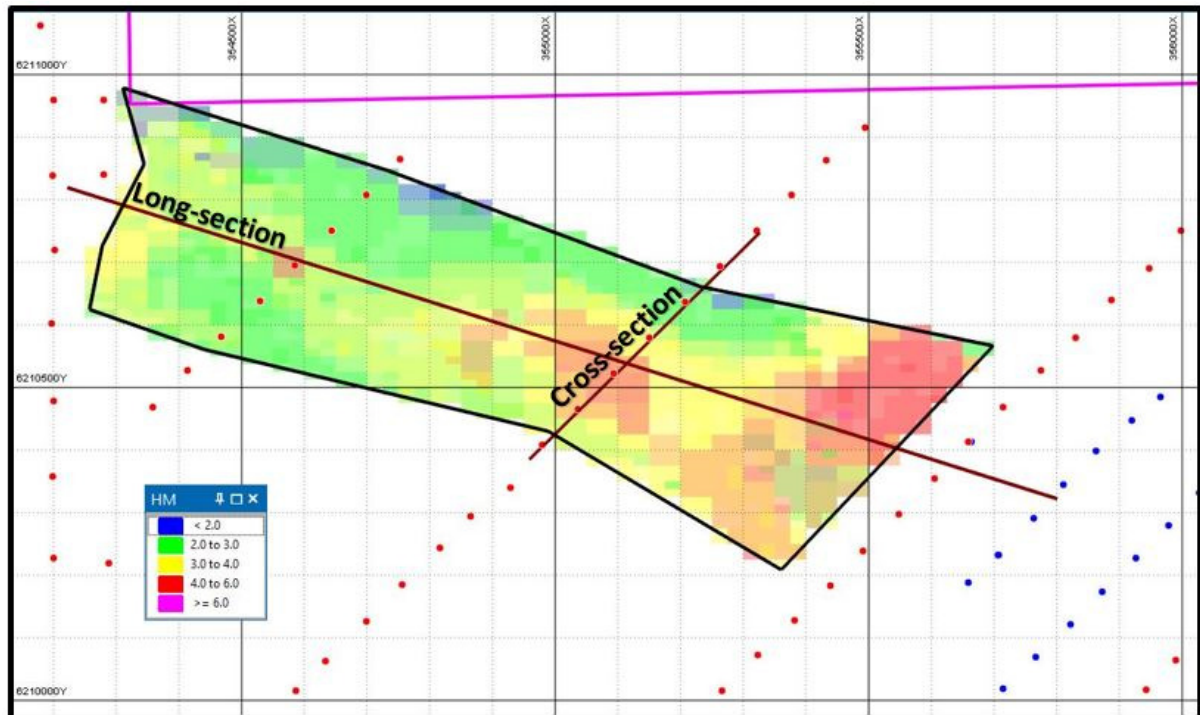 354500X
355000X
355500X
356000X
6211000Y
Long-section
Cross-section
6210500Y
HM
< 2.0
2.0 to 3.0
3.0 to 4.0
4.0 to 6.0
>= 6.0
6210000Y